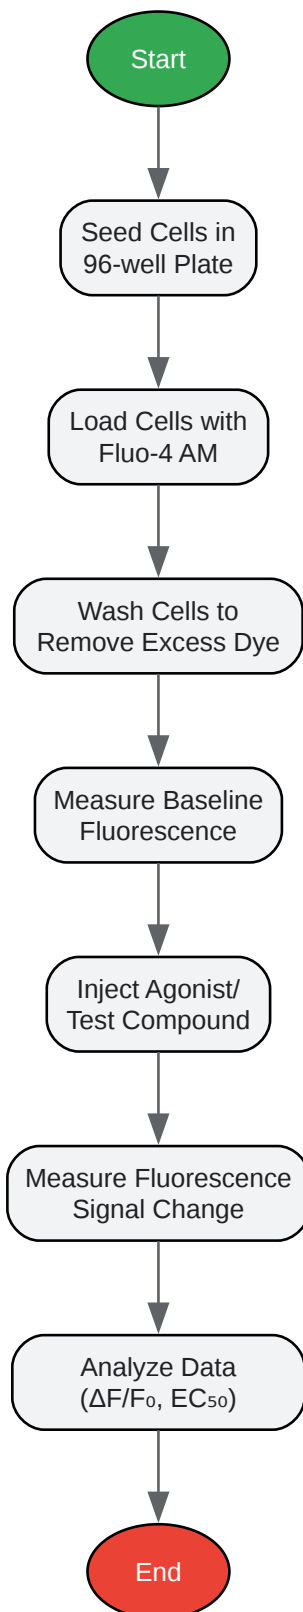 Start
Seed Cells in
96-well Plate
Load Cells with
Fluo-4 AM
Wash Cells to
Remove Excess Dye
Measure Baseline
Fluorescence
Inject Agonist/
Test Compound
Measure Fluorescence
Signal Change
Analyze Data
(ΔF/F₀, EC₅₀)
End